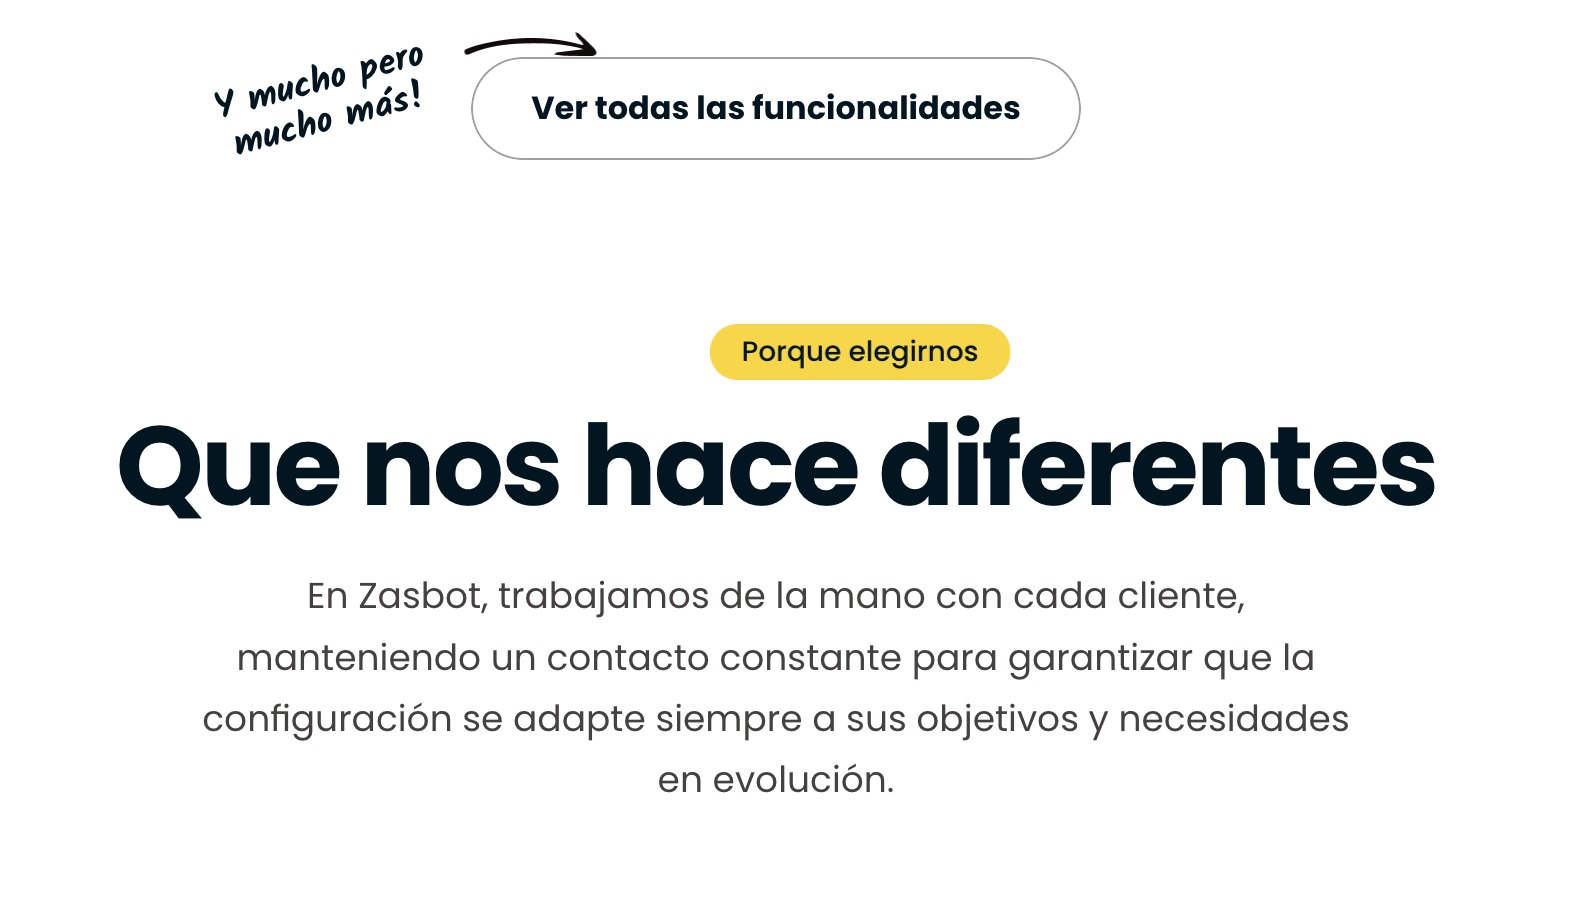 Y mucho pero
mucho más!
Ver todas las funcionalidades
Porque elegirnos
Que nos hace diferentes
En Zasbot, trabajamos de la mano con cada cliente,
manteniendo un contacto constante para garantizar que la
configuración se adapte siempre a sus objetivos y necesidades
en evolución.